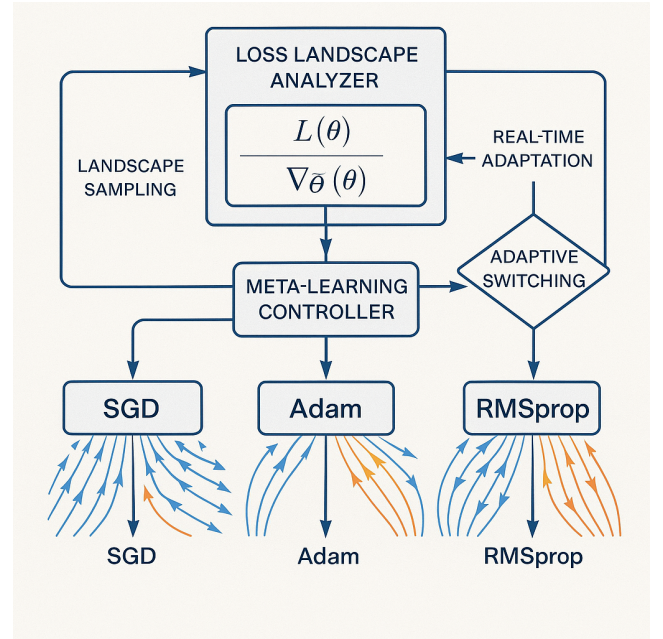 LOSS LANDSCAPE
ANALYZER
L(θ)
∇θ̃ (θ)
LANDSCAPE
SAMPLING
REAL-TIME
ADAPTATION
META-LEARNING
CONTROLLER
ADAPTIVE
SWITCHING
SGD
Adam
RMSprop
SGD
Adam
RMSprop